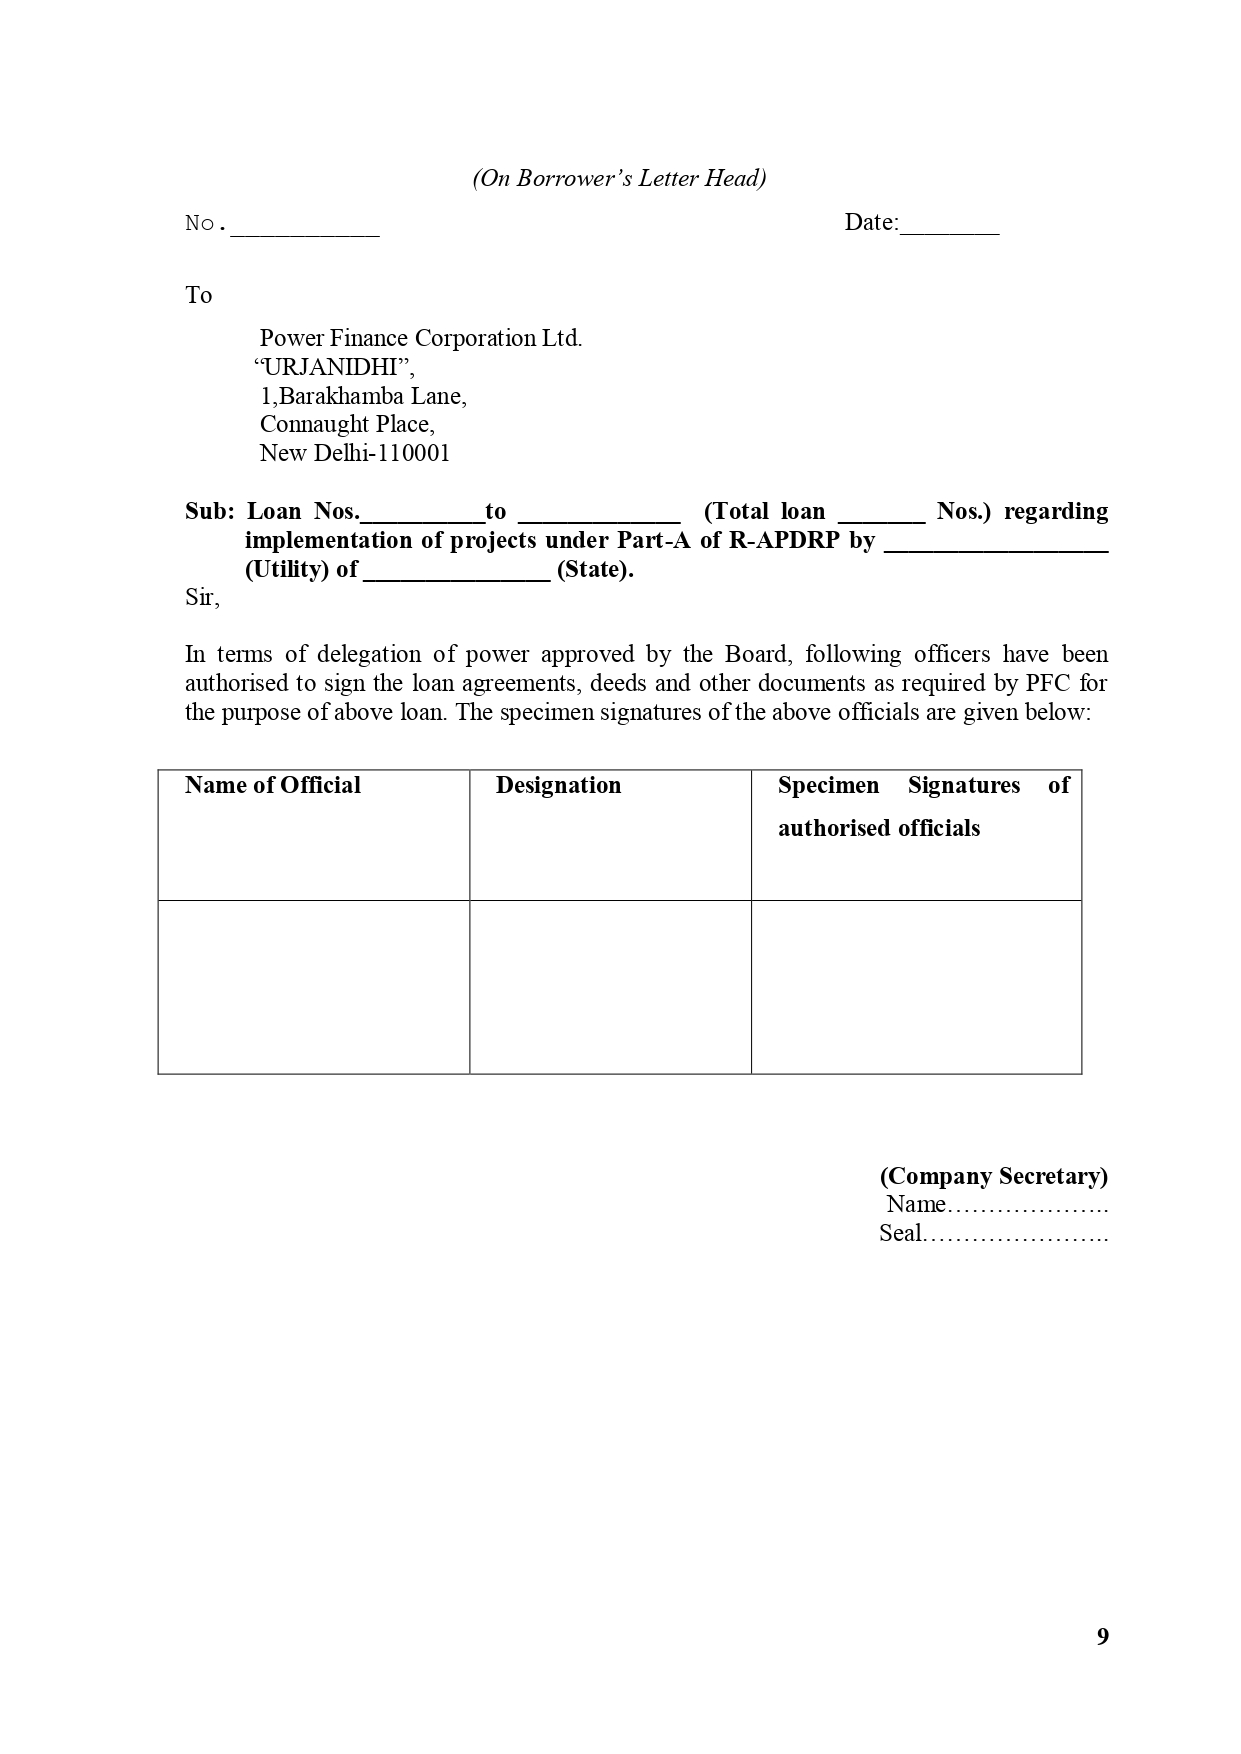 (On Borrower’s Letter Head)
No.__________ Date:________
To
Power Finance Corporation Ltd.
“URJANIDHI”,
1,Barakhamba Lane,
Connaught Place,
New Delhi-110001
Sub: Loan Nos.__________to _____________ (Total loan _______ Nos.) regarding
implementation of projects under Part-A of R-APDRP by __________________
(Utility) of _______________ (State).
Sir,
In terms of delegation of power approved by the Board, following officers have been
authorised to sign the loan agreements, deeds and other documents as required by PFC for
the purpose of above loan. The specimen signatures of the above officials are given below:
Name of Official Designation Specimen Signatures of
authorised officials
(Company Secretary)
Name………………..
Seal…………………..
9